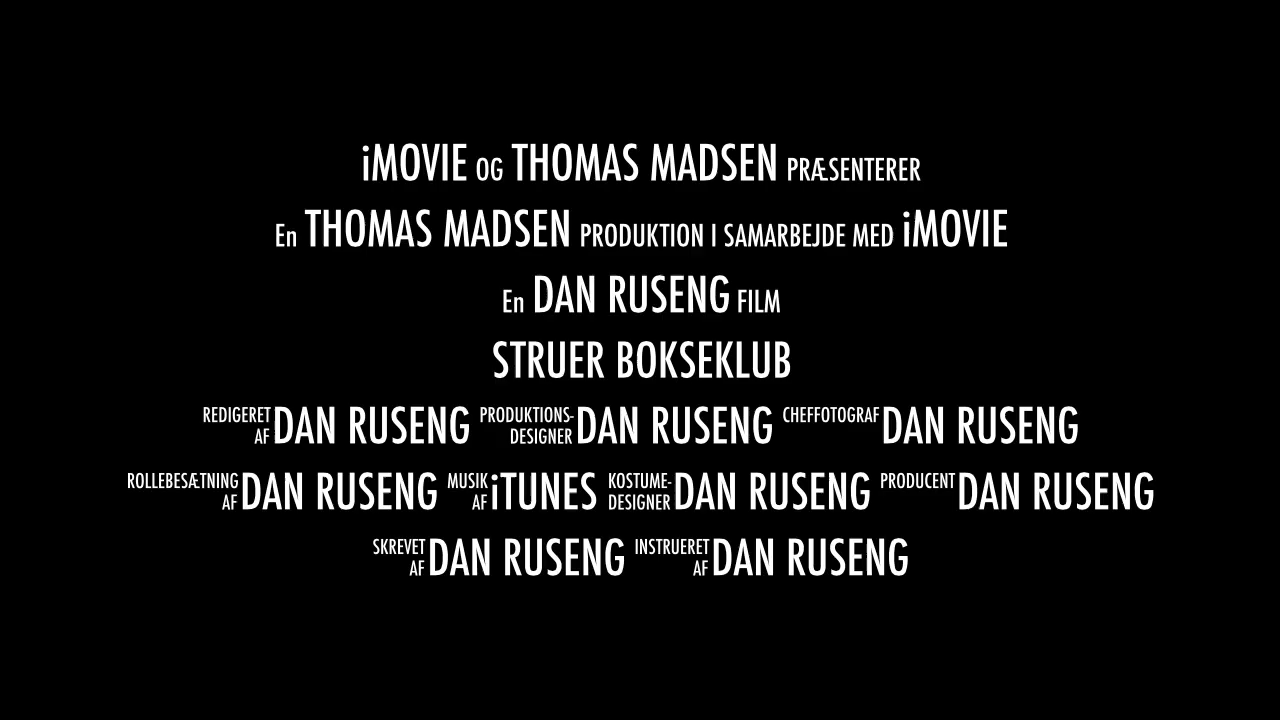 iMOVIE OG THOMAS MADSEN PRÆSENTERER
En THOMAS MADSEN PRODUKTION I SAMARBEJDE MED iMOVIE
En DAN RUSENG FILM
STRUER BOKSEKLUB
REDIGERET AF DAN RUSENG PRODUKTIONS-DESIGNER DAN RUSENG CHEFFOTOGRAF DAN RUSENG
ROLLEBESÆTNING AF DAN RUSENG MUSIK AF iTUNES KOSTUME-DESIGNER DAN RUSENG PRODUCENT DAN RUSENG
SKREVET AF DAN RUSENG INSTRUERET AF DAN RUSENG